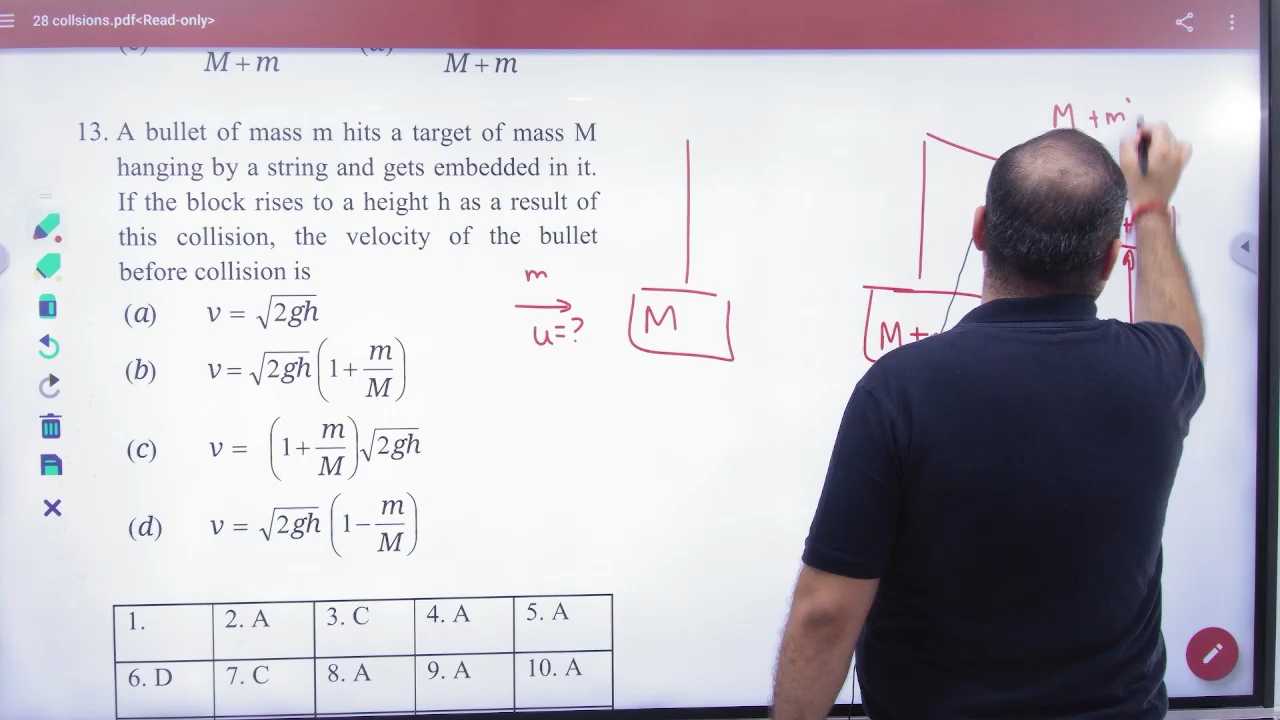 28 collsions.pdf<Read-only>
M + m M + m
13. A bullet of mass m hits a target of mass M
hanging by a string and gets embedded in it.
If the block rises to a height h as a result of
this collision, the velocity of the bullet
before collision is
(a) v = √2gh
(b) v = √2gh (1 + m/M)
(c) v = (1 + m/M) √2gh
(d) v = √2gh (1 − m/M)
1. 2. A 3. C 4. A 5. A
6. D 7. C 8. A 9. A 10. A
m
u = ?
M
M + m
M +